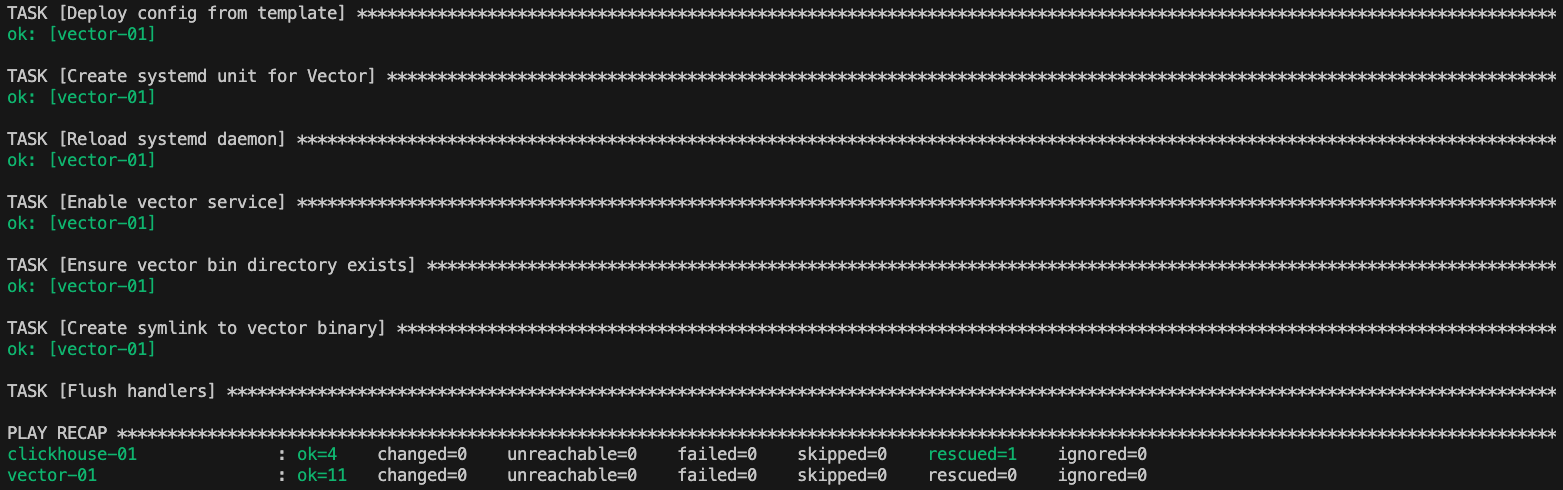 TASK [Deploy config from template] ************************************************************************************************************************
ok: [vector-01]
TASK [Create systemd unit for Vector] *********************************************************************************************************************
ok: [vector-01]
TASK [Reload systemd daemon] ******************************************************************************************************************************
ok: [vector-01]
TASK [Enable vector service] ******************************************************************************************************************************
ok: [vector-01]
TASK [Ensure vector bin directory exists] *****************************************************************************************************************
ok: [vector-01]
TASK [Create symlink to vector binary] ********************************************************************************************************************
ok: [vector-01]
TASK [Flush handlers] *************************************************************************************************************************************
PLAY RECAP ************************************************************************************************************************************************
clickhouse-01              : ok=4    changed=0    unreachable=0    failed=0    skipped=0    rescued=1    ignored=0
vector-01                  : ok=11   changed=0    unreachable=0    failed=0    skipped=0    rescued=0    ignored=0